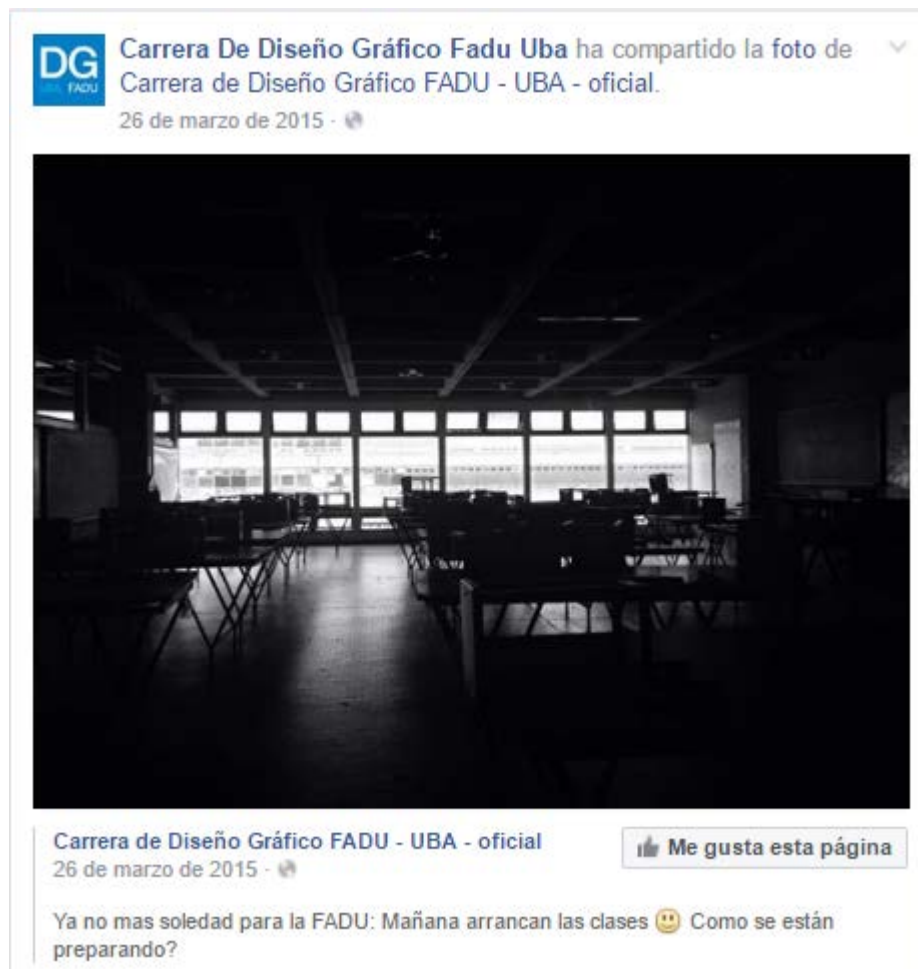 DG
UBA FADU
Carrera De Diseño Gráfico Fadu Uba ha compartido la foto de
Carrera de Diseño Gráfico FADU - UBA - oficial.
26 de marzo de 2015 ·
Carrera de Diseño Gráfico FADU - UBA - oficial
26 de marzo de 2015 ·
Me gusta esta página
Ya no mas soledad para la FADU: Mañana arrancan las clases 🙂 Como se están
preparando?